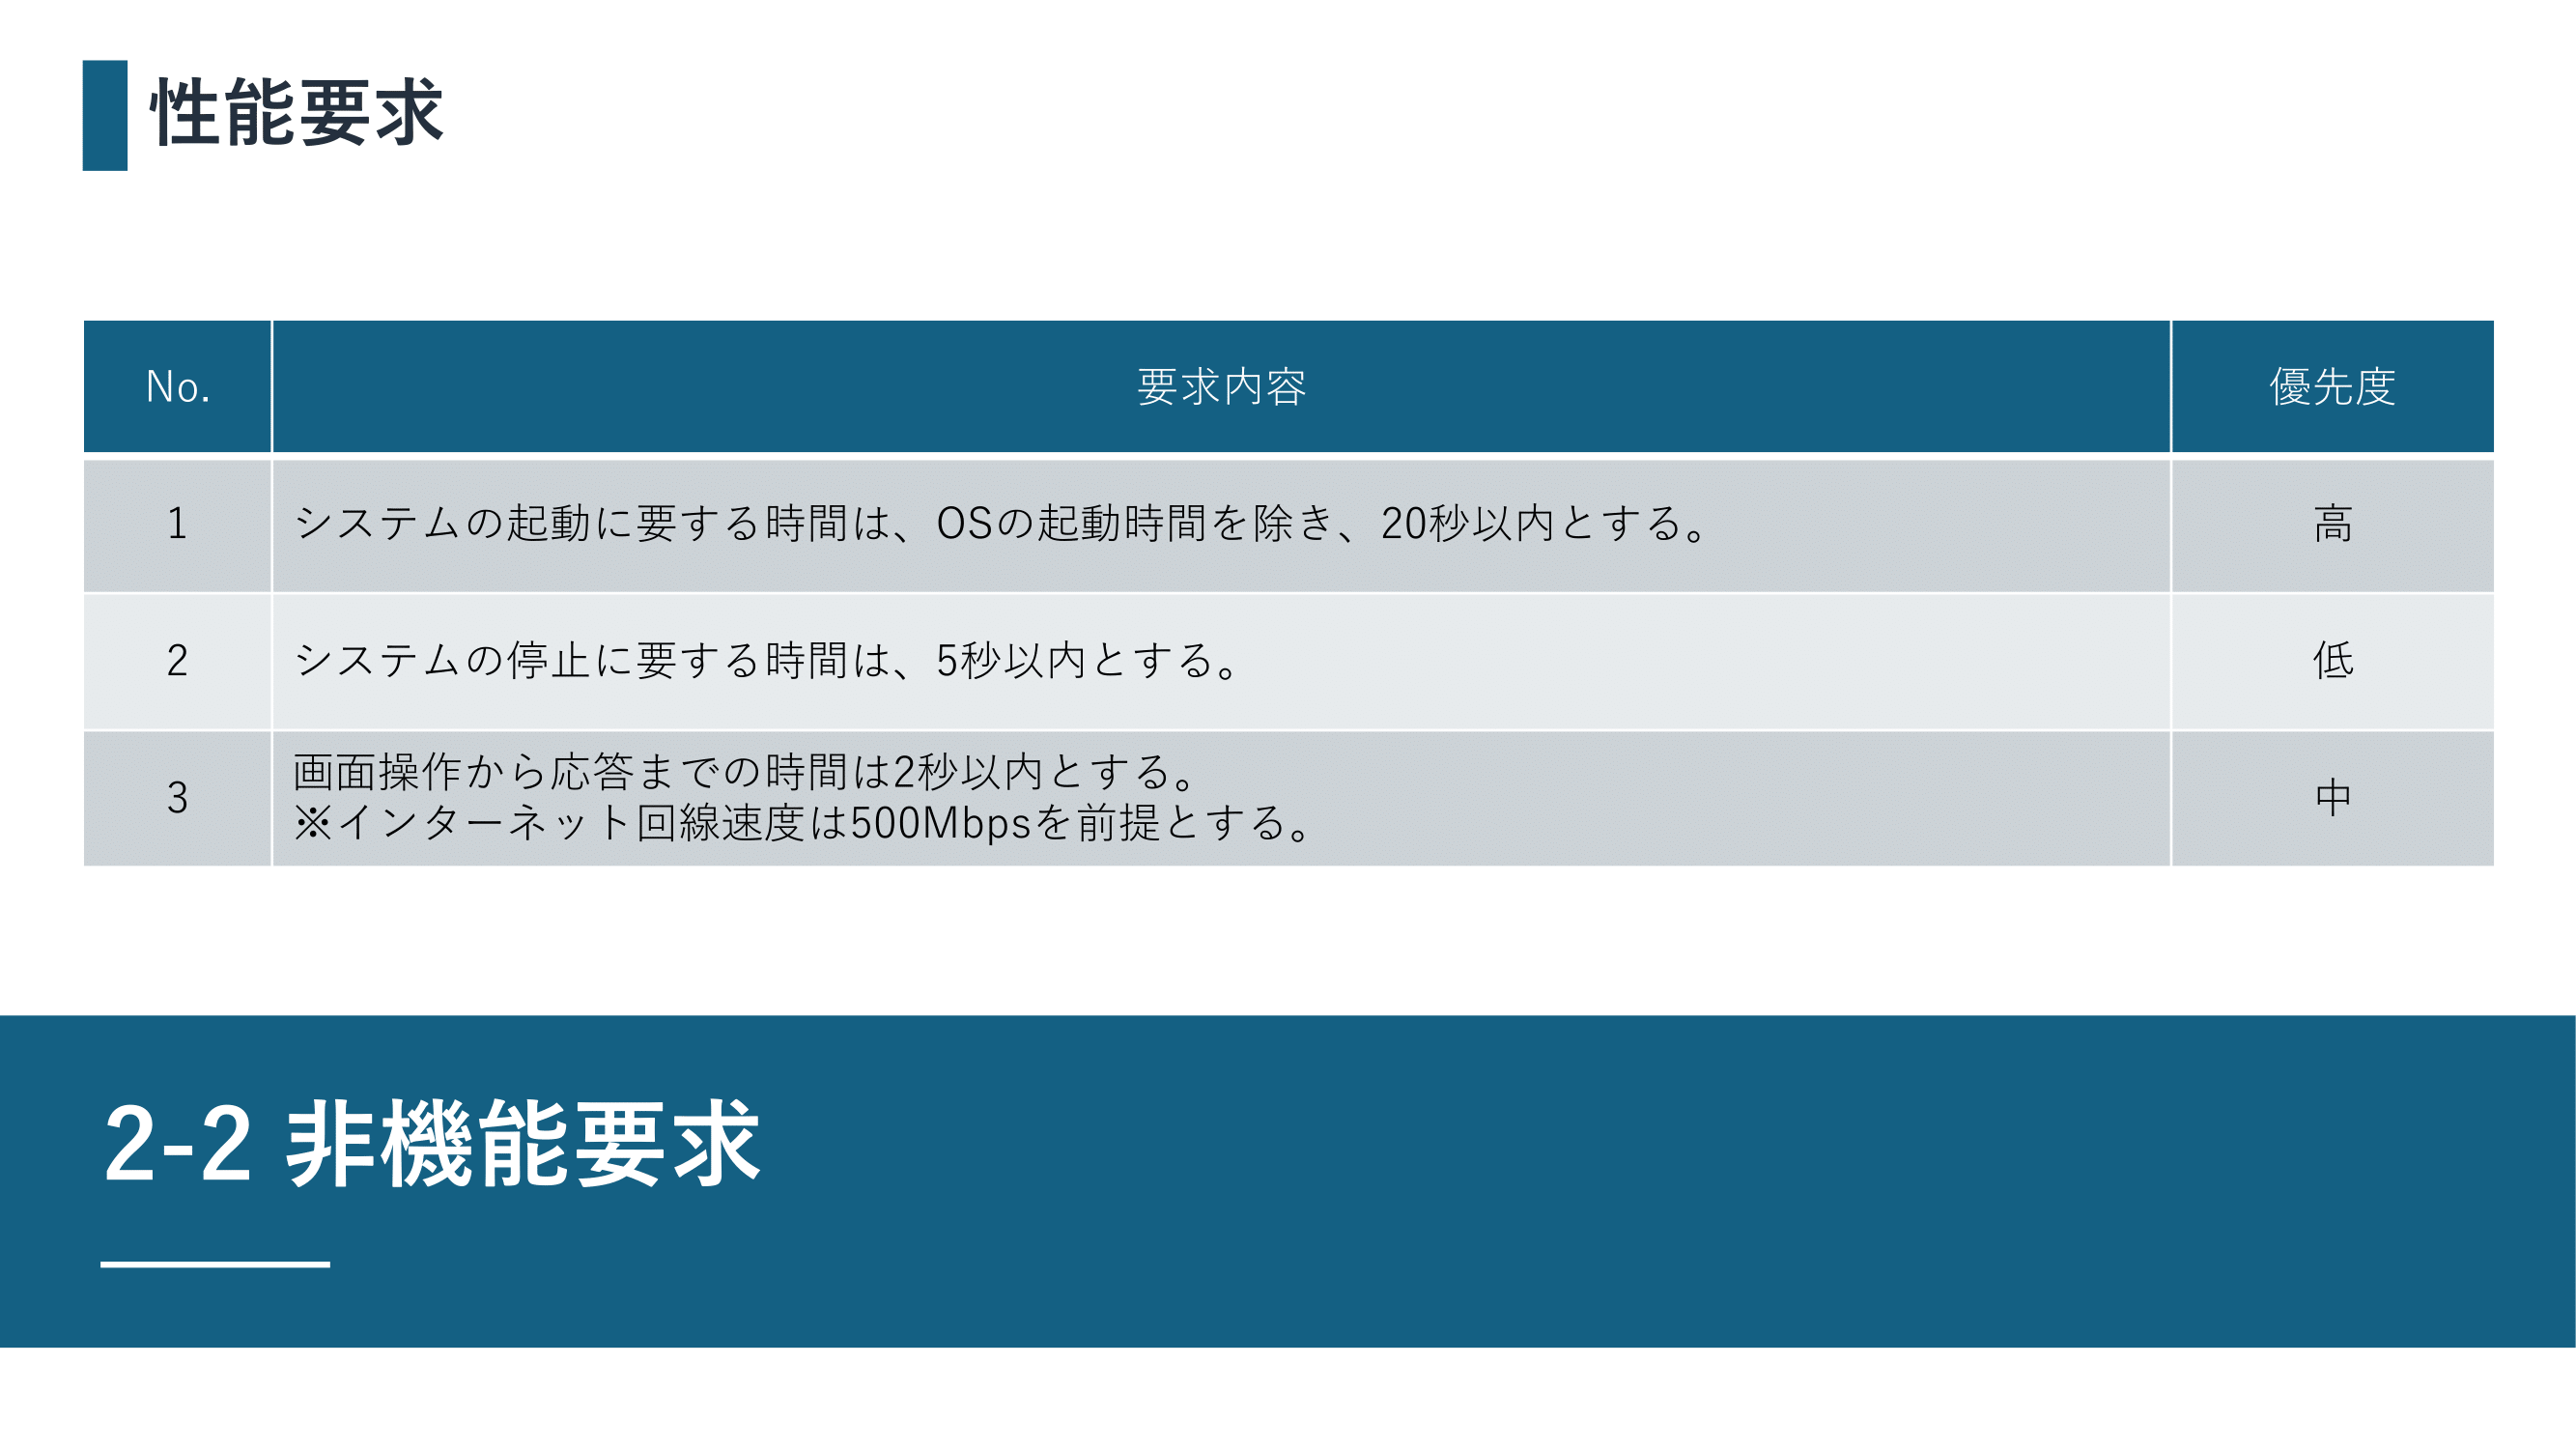 性能要求
No. 要求内容 優先度
1 システムの起動に要する時間は、OSの起動時間を除き、20秒以内とする。 高
2 システムの停止に要する時間は、5秒以内とする。 低
3 画面操作から応答までの時間は2秒以内とする。 中
※インターネット回線速度は500Mbpsを前提とする。
2-2 非機能要求